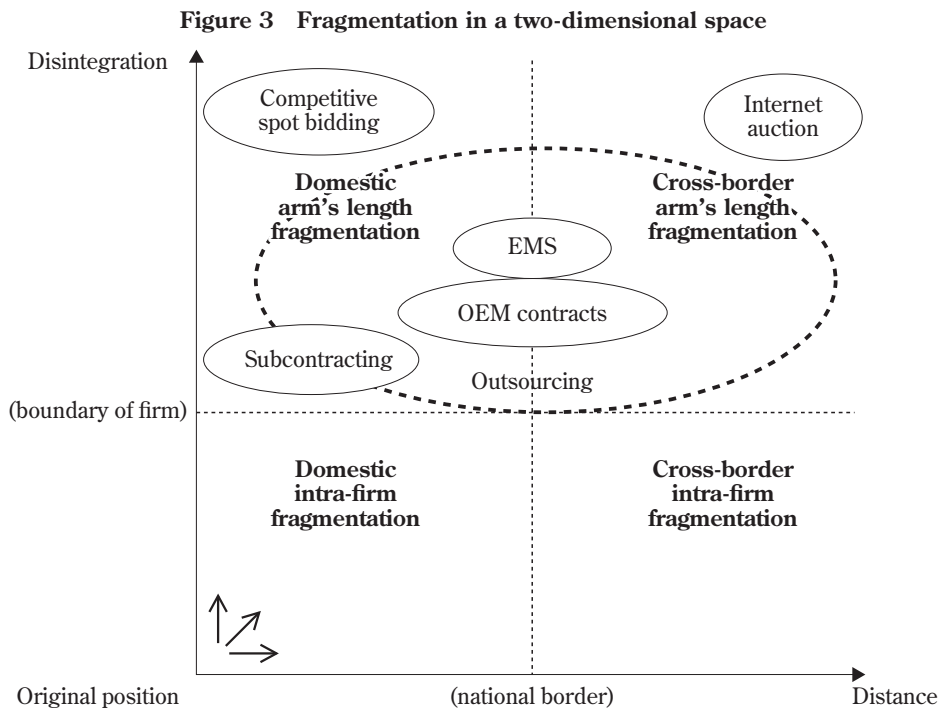 Figure 3 Fragmentation in a two-dimensional space
Disintegration
Competitive
spot bidding
Internet
auction
Domestic
arm's length
fragmentation
Cross-border
arm's length
fragmentation
EMS
OEM contracts
Subcontracting
Outsourcing
(boundary of firm)
Domestic
intra-firm
fragmentation
Cross-border
intra-firm
fragmentation
Original position
(national border)
Distance